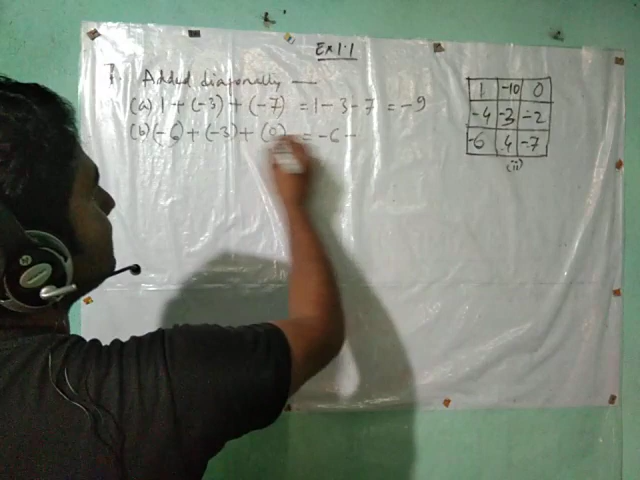 Ex 1.1
7. Added diagonally —
(a) 1 + (-3) + (-7) = 1 - 3 - 7 = -9
(b) (-6) + (-3) + (0) = -6 -
1 -10 0
-4 -3 -2
-6 4 -7
(ii)